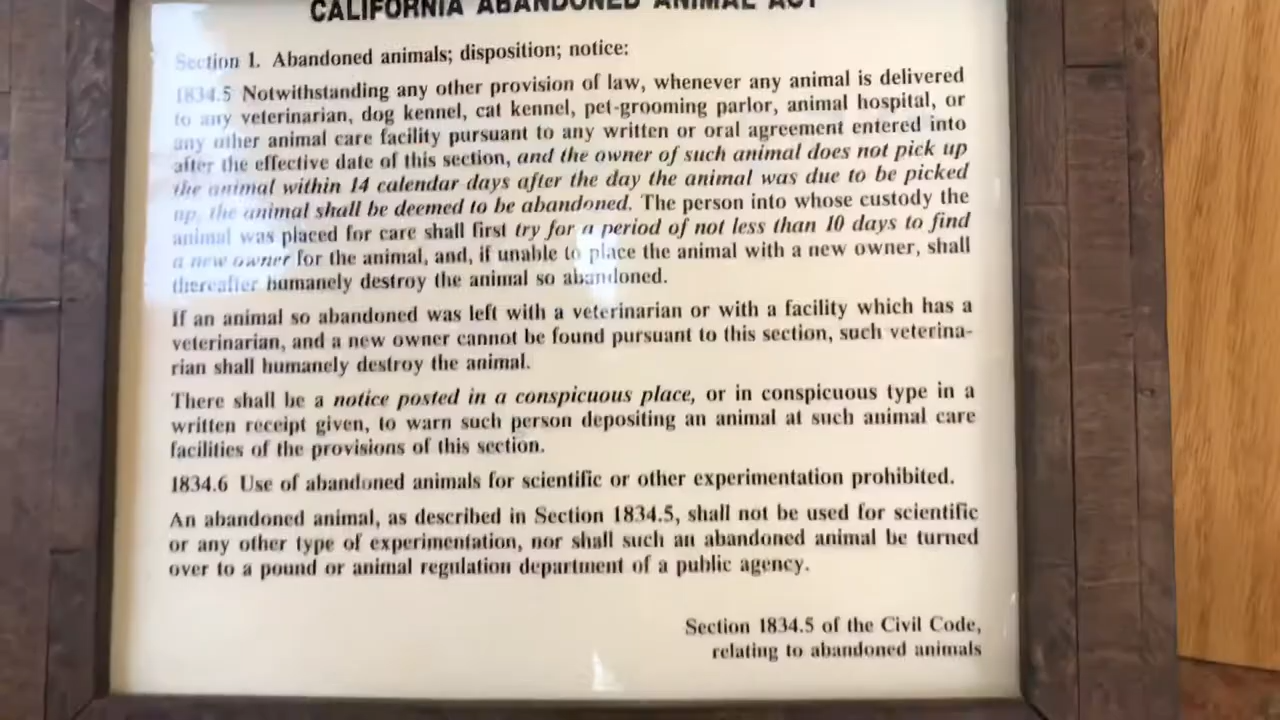 CALIFORNIA ABANDONED ANIMAL ACT
Section 1. Abandoned animals; disposition; notice:
1834.5 Notwithstanding any other provision of law, whenever any animal is delivered
to any veterinarian, dog kennel, cat kennel, pet-grooming parlor, animal hospital, or
any other animal care facility pursuant to any written or oral agreement entered into
after the effective date of this section, and the owner of such animal does not pick up
the animal within 14 calendar days after the day the animal was due to be picked
up, the animal shall be deemed to be abandoned. The person into whose custody the
animal was placed for care shall first try for a period of not less than 10 days to find
a new owner for the animal, and, if unable to place the animal with a new owner, shall
thereafter humanely destroy the animal so abandoned.
If an animal so abandoned was left with a veterinarian or with a facility which has a
veterinarian, and a new owner cannot be found pursuant to this section, such veterina-
rian shall humanely destroy the animal.
There shall be a notice posted in a conspicuous place, or in conspicuous type in a
written receipt given, to warn such person depositing an animal at such animal care
facilities of the provisions of this section.
1834.6 Use of abandoned animals for scientific or other experimentation prohibited.
An abandoned animal, as described in Section 1834.5, shall not be used for scientific
or any other type of experimentation, nor shall such an abandoned animal be turned
over to a pound or animal regulation department of a public agency.
Section 1834.5 of the Civil Code,
relating to abandoned animals